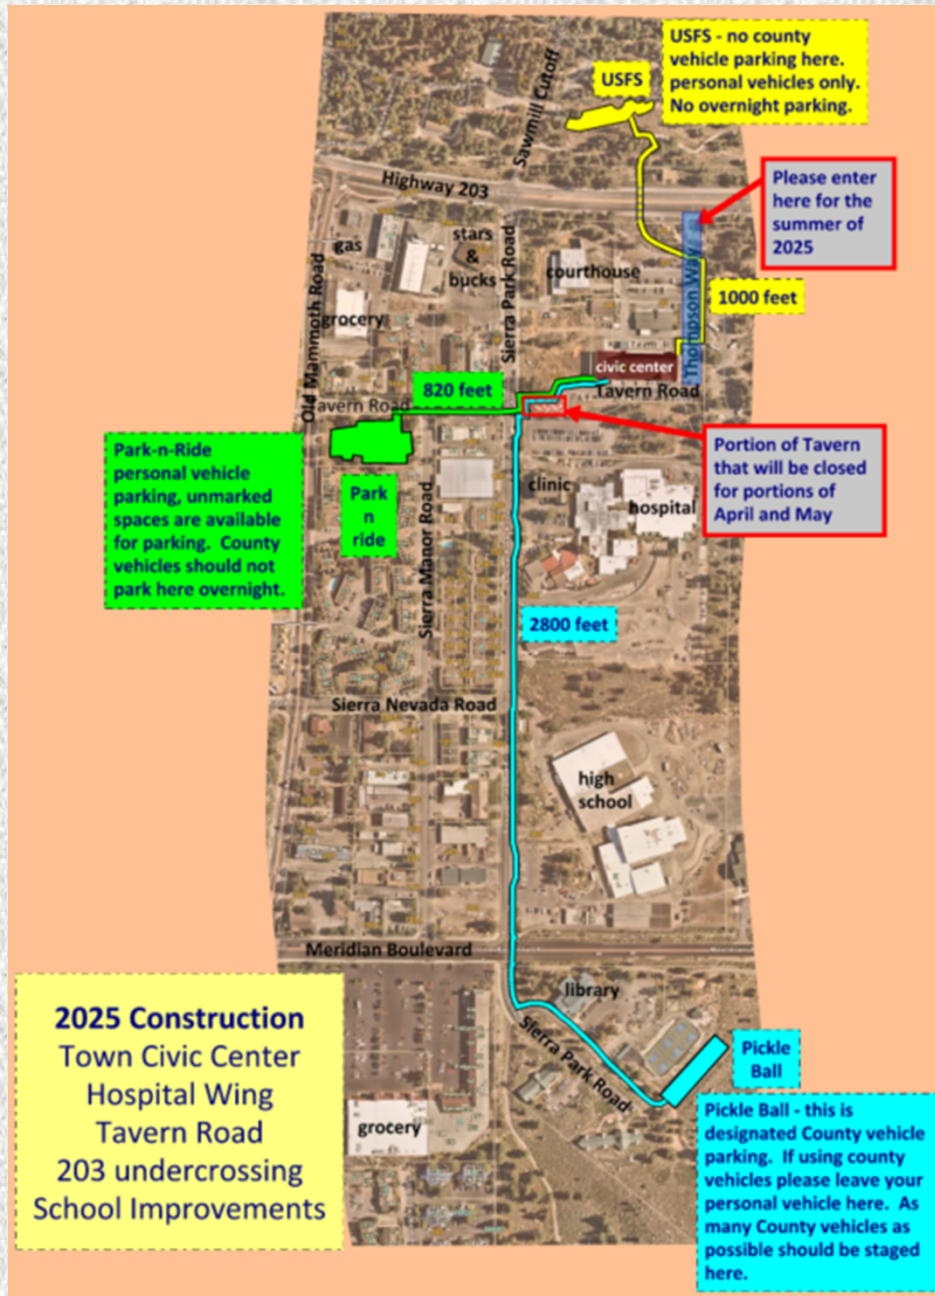 USFS - no county
vehicle parking here.
personal vehicles only.
No overnight parking.
USFS
Sawmill Cutoff
Highway 203
Please enter
here for the
summer of
2025
gas
stars
&
bucks
Sierra Park Road
courthouse
Thompson Way
1000 feet
Old Mammoth Road
grocery
civic center
820 feet
Tavern Road
Tavern Road
Park-n-Ride
personal vehicle
parking, unmarked
spaces are available
for parking. County
vehicles should not
park here overnight.
Park
n
ride
Sierra Manor Road
clinic
hospital
Portion of Tavern
that will be closed
for portions of
April and May
2800 feet
Sierra Nevada Road
high
school
Meridian Boulevard
library
Sierra Park Road
Pickle
Ball
grocery
2025 Construction
Town Civic Center
Hospital Wing
Tavern Road
203 undercrossing
School Improvements
Pickle Ball - this is
designated County vehicle
parking. If using county
vehicles please leave your
personal vehicle here. As
many County vehicles as
possible should be staged
here.